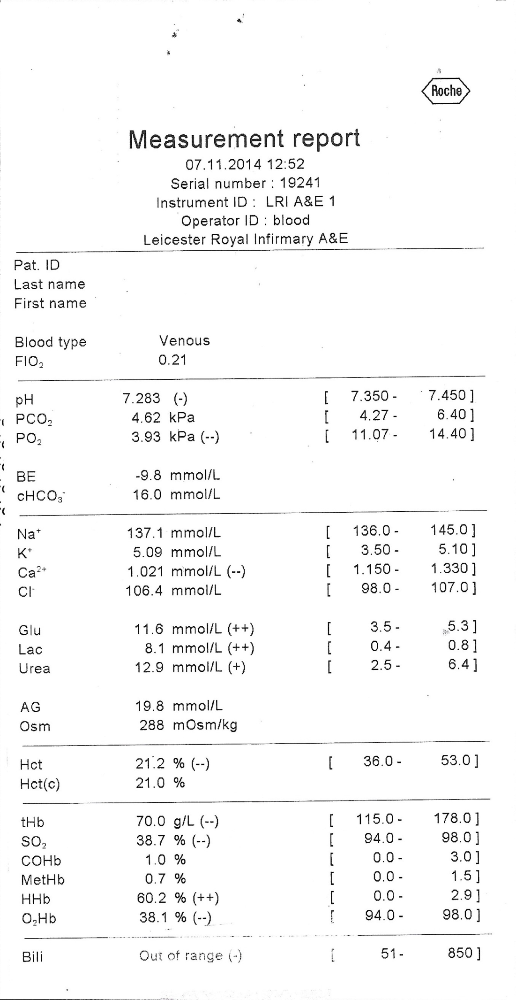 Roche
Measurement report
07.11.2014 12:52
Serial number : 19241
Instrument ID : LRI A&E 1
Operator ID : blood
Leicester Royal Infirmary A&E
Pat. ID
Last name
First name
Blood type Venous
FIO₂ 0.21
pH 7.283 (-) [ 7.350 - 7.450 ]
PCO₂ 4.62 kPa [ 4.27 - 6.40 ]
PO₂ 3.93 kPa (--) [ 11.07 - 14.40 ]
BE -9.8 mmol/L
cHCO₃⁻ 16.0 mmol/L
Na⁺ 137.1 mmol/L [ 136.0 - 145.0 ]
K⁺ 5.09 mmol/L [ 3.50 - 5.10 ]
Ca²⁺ 1.021 mmol/L (--) [ 1.150 - 1.330 ]
Cl⁻ 106.4 mmol/L [ 98.0 - 107.0 ]
Glu 11.6 mmol/L (++) [ 3.5 - 5.3 ]
Lac 8.1 mmol/L (++) [ 0.4 - 0.8 ]
Urea 12.9 mmol/L (+) [ 2.5 - 6.4 ]
AG 19.8 mmol/L
Osm 288 mOsm/kg
Hct 21.2 % (--) [ 36.0 - 53.0 ]
Hct(c) 21.0 %
tHb 70.0 g/L (--) [ 115.0 - 178.0 ]
SO₂ 38.7 % (--) [ 94.0 - 98.0 ]
COHb 1.0 % [ 0.0 - 3.0 ]
MetHb 0.7 % [ 0.0 - 1.5 ]
HHb 60.2 % (++) [ 0.0 - 2.9 ]
O₂Hb 38.1 % (--) [ 94.0 - 98.0 ]
Bili Out of range (-) [ 51 - 850 ]